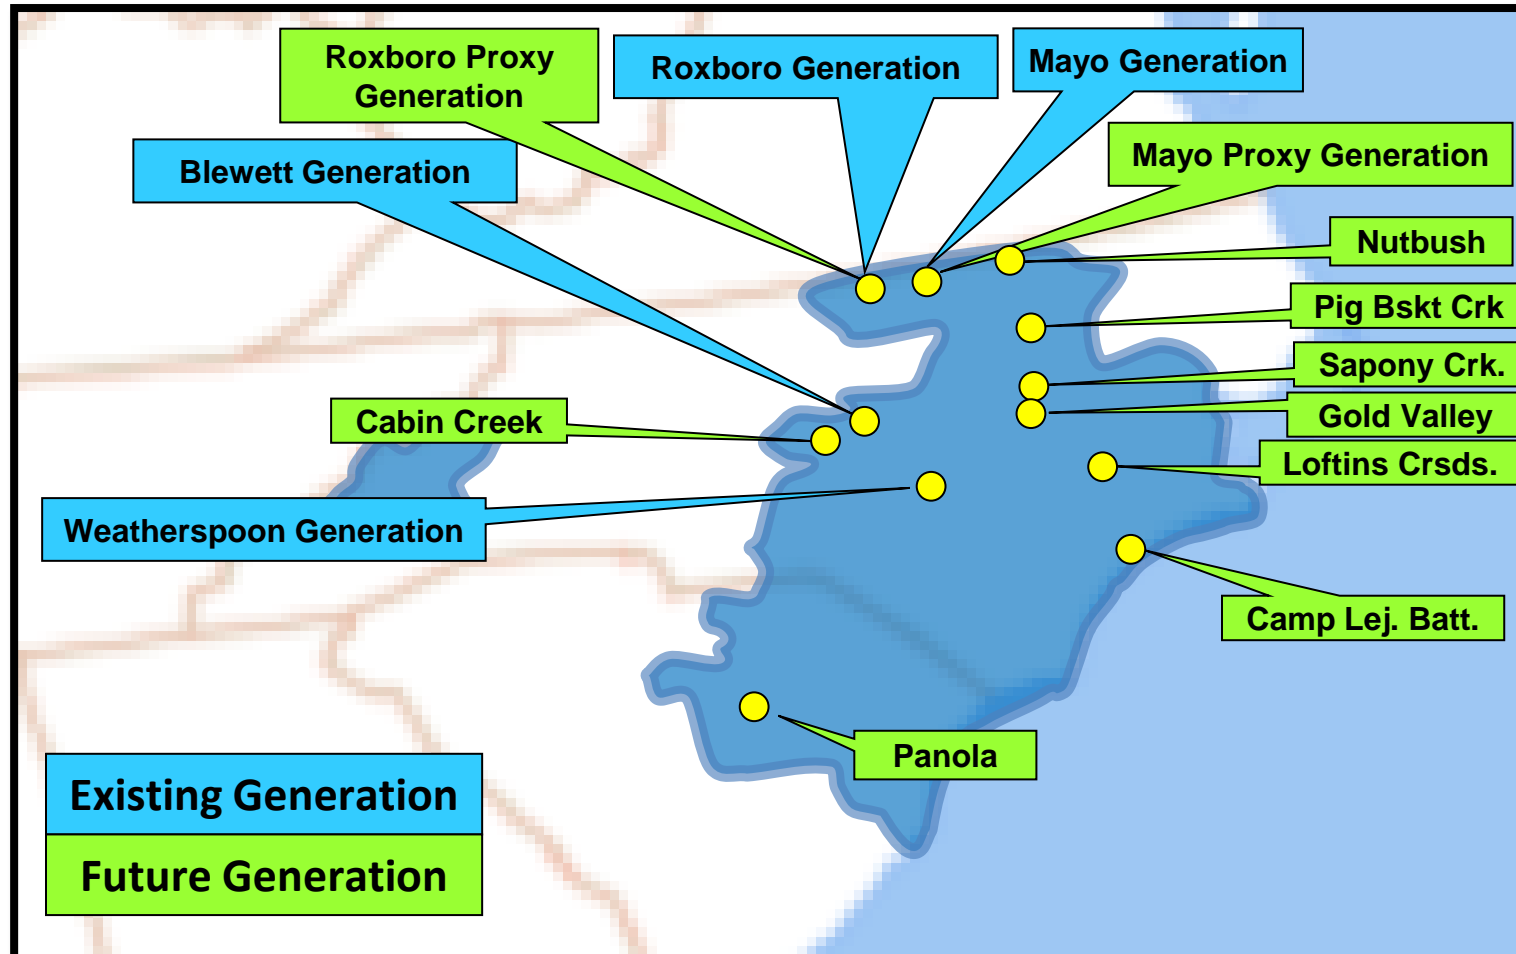 Roxboro Proxy
Generation
Roxboro Generation
Mayo Generation
Blewett Generation
Mayo Proxy Generation
Nutbush
Pig Bskt Crk
Sapony Crk.
Cabin Creek
Gold Valley
Loftins Crsds.
Weatherspoon Generation
Camp Lej. Batt.
Panola
Existing Generation
Future Generation